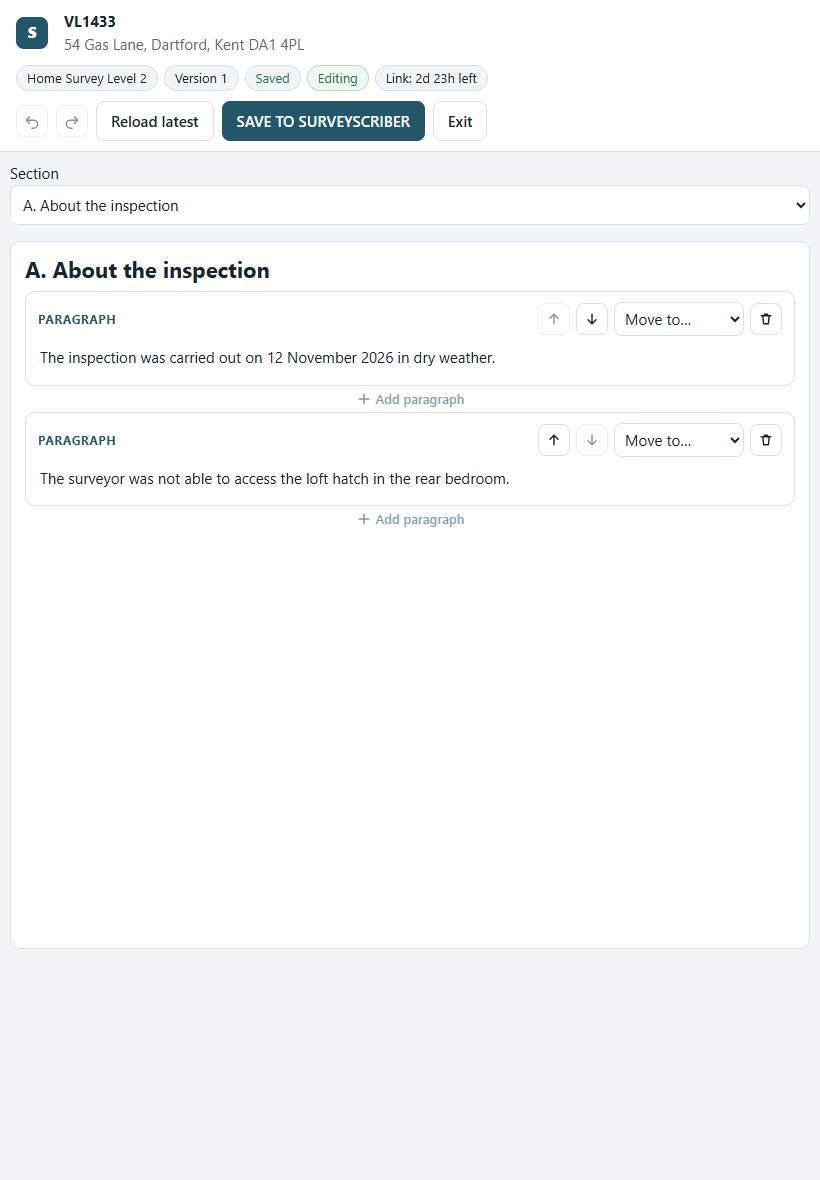 S
VL1433
54 Gas Lane, Dartford, Kent DA1 4PL
Home Survey Level 2 Version 1 Saved Editing Link: 2d 23h left
Reload latest SAVE TO SURVEYSCRIBER Exit
Section
A. About the inspection
A. About the inspection
PARAGRAPH Move to...
The inspection was carried out on 12 November 2026 in dry weather.
+ Add paragraph
PARAGRAPH Move to...
The surveyor was not able to access the loft hatch in the rear bedroom.
+ Add paragraph